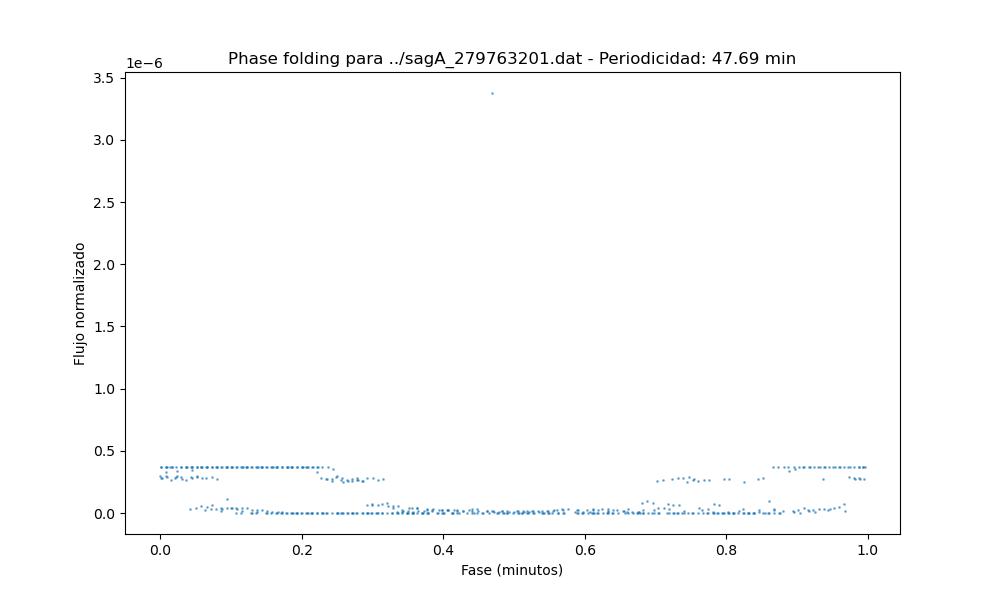 Phase folding para ../sagA_279763201.dat - Periodicidad: 47.69 min
1e−6
3.5
3.0
2.5
2.0
1.5
1.0
0.5
0.0
Flujo normalizado
0.0 0.2 0.4 0.6 0.8 1.0
Fase (minutos)